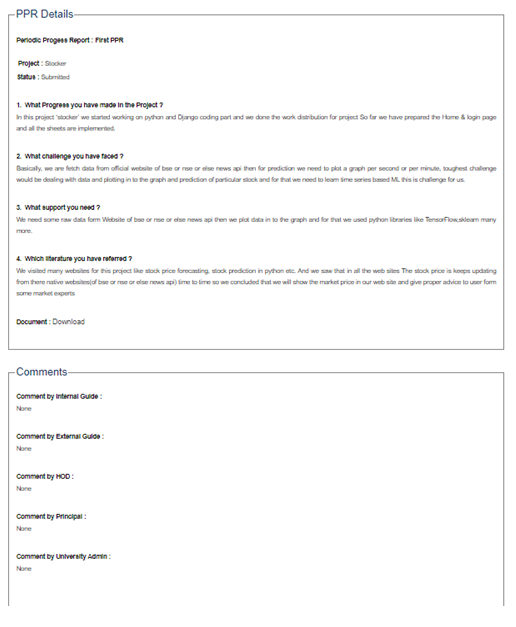 PPR Details
Periodic Progess Report : First PPR
Project : Stocker
Status : Submitted
1. What Progress you have made in the Project ?
In this project 'stocker' we started working on python and Django coding part and we done the work distribution for project So far we have prepared the Home & login page
and all the sheets are implemented.
2. What challenge you have faced ?
Basically, we are fetch data from official website of bse or nse or else news api then for prediction we need to plot a graph per second or per minute, toughest challenge
would be dealing with data and plotting in to the graph and prediction of particular stock and for that we need to learn time series based ML this is challenge for us.
3. What support you need ?
We need some raw data form Website of bse or nse or else news api then we plot data in to the graph and for that we used python libraries like TensorFlow,sklearn many
more.
4. Which literature you have referred ?
We visited many websites for this project like stock price forecasting, stock prediction in python etc. And we saw that in all the web sites The stock price is keeps updating
from there native websites(of bse or nse or else news api) time to time so we concluded that we will show the market price in our web site and give proper advice to user form
some market experts
Document : Download
Comments
Comment by Internal Guide :
None
Comment by External Guide :
None
Comment by HOD :
None
Comment by Principal :
None
Comment by University Admin :
None